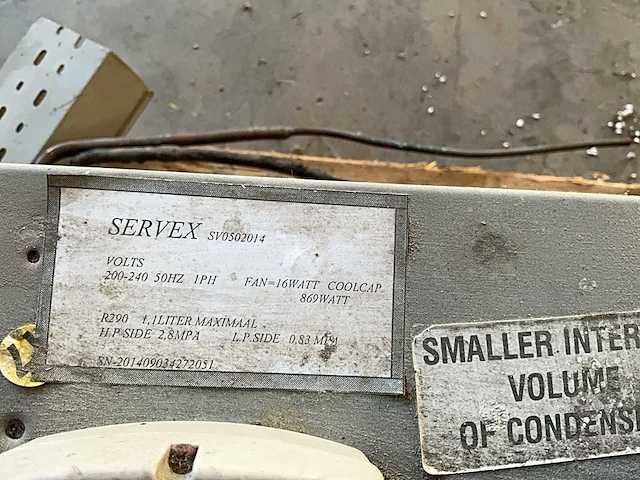 SERVEX SV0502014
VOLTS
200-240 50HZ 1PH FAN=16WATT COOLCAP.
869WATT
R290 1,1LITER MAXIMAAL
H.P.SIDE 2,8MPA L.P.SIDE 0,83 MPA
SN-201409034272051
SMALLER INTER
VOLUME
OF CONDENS